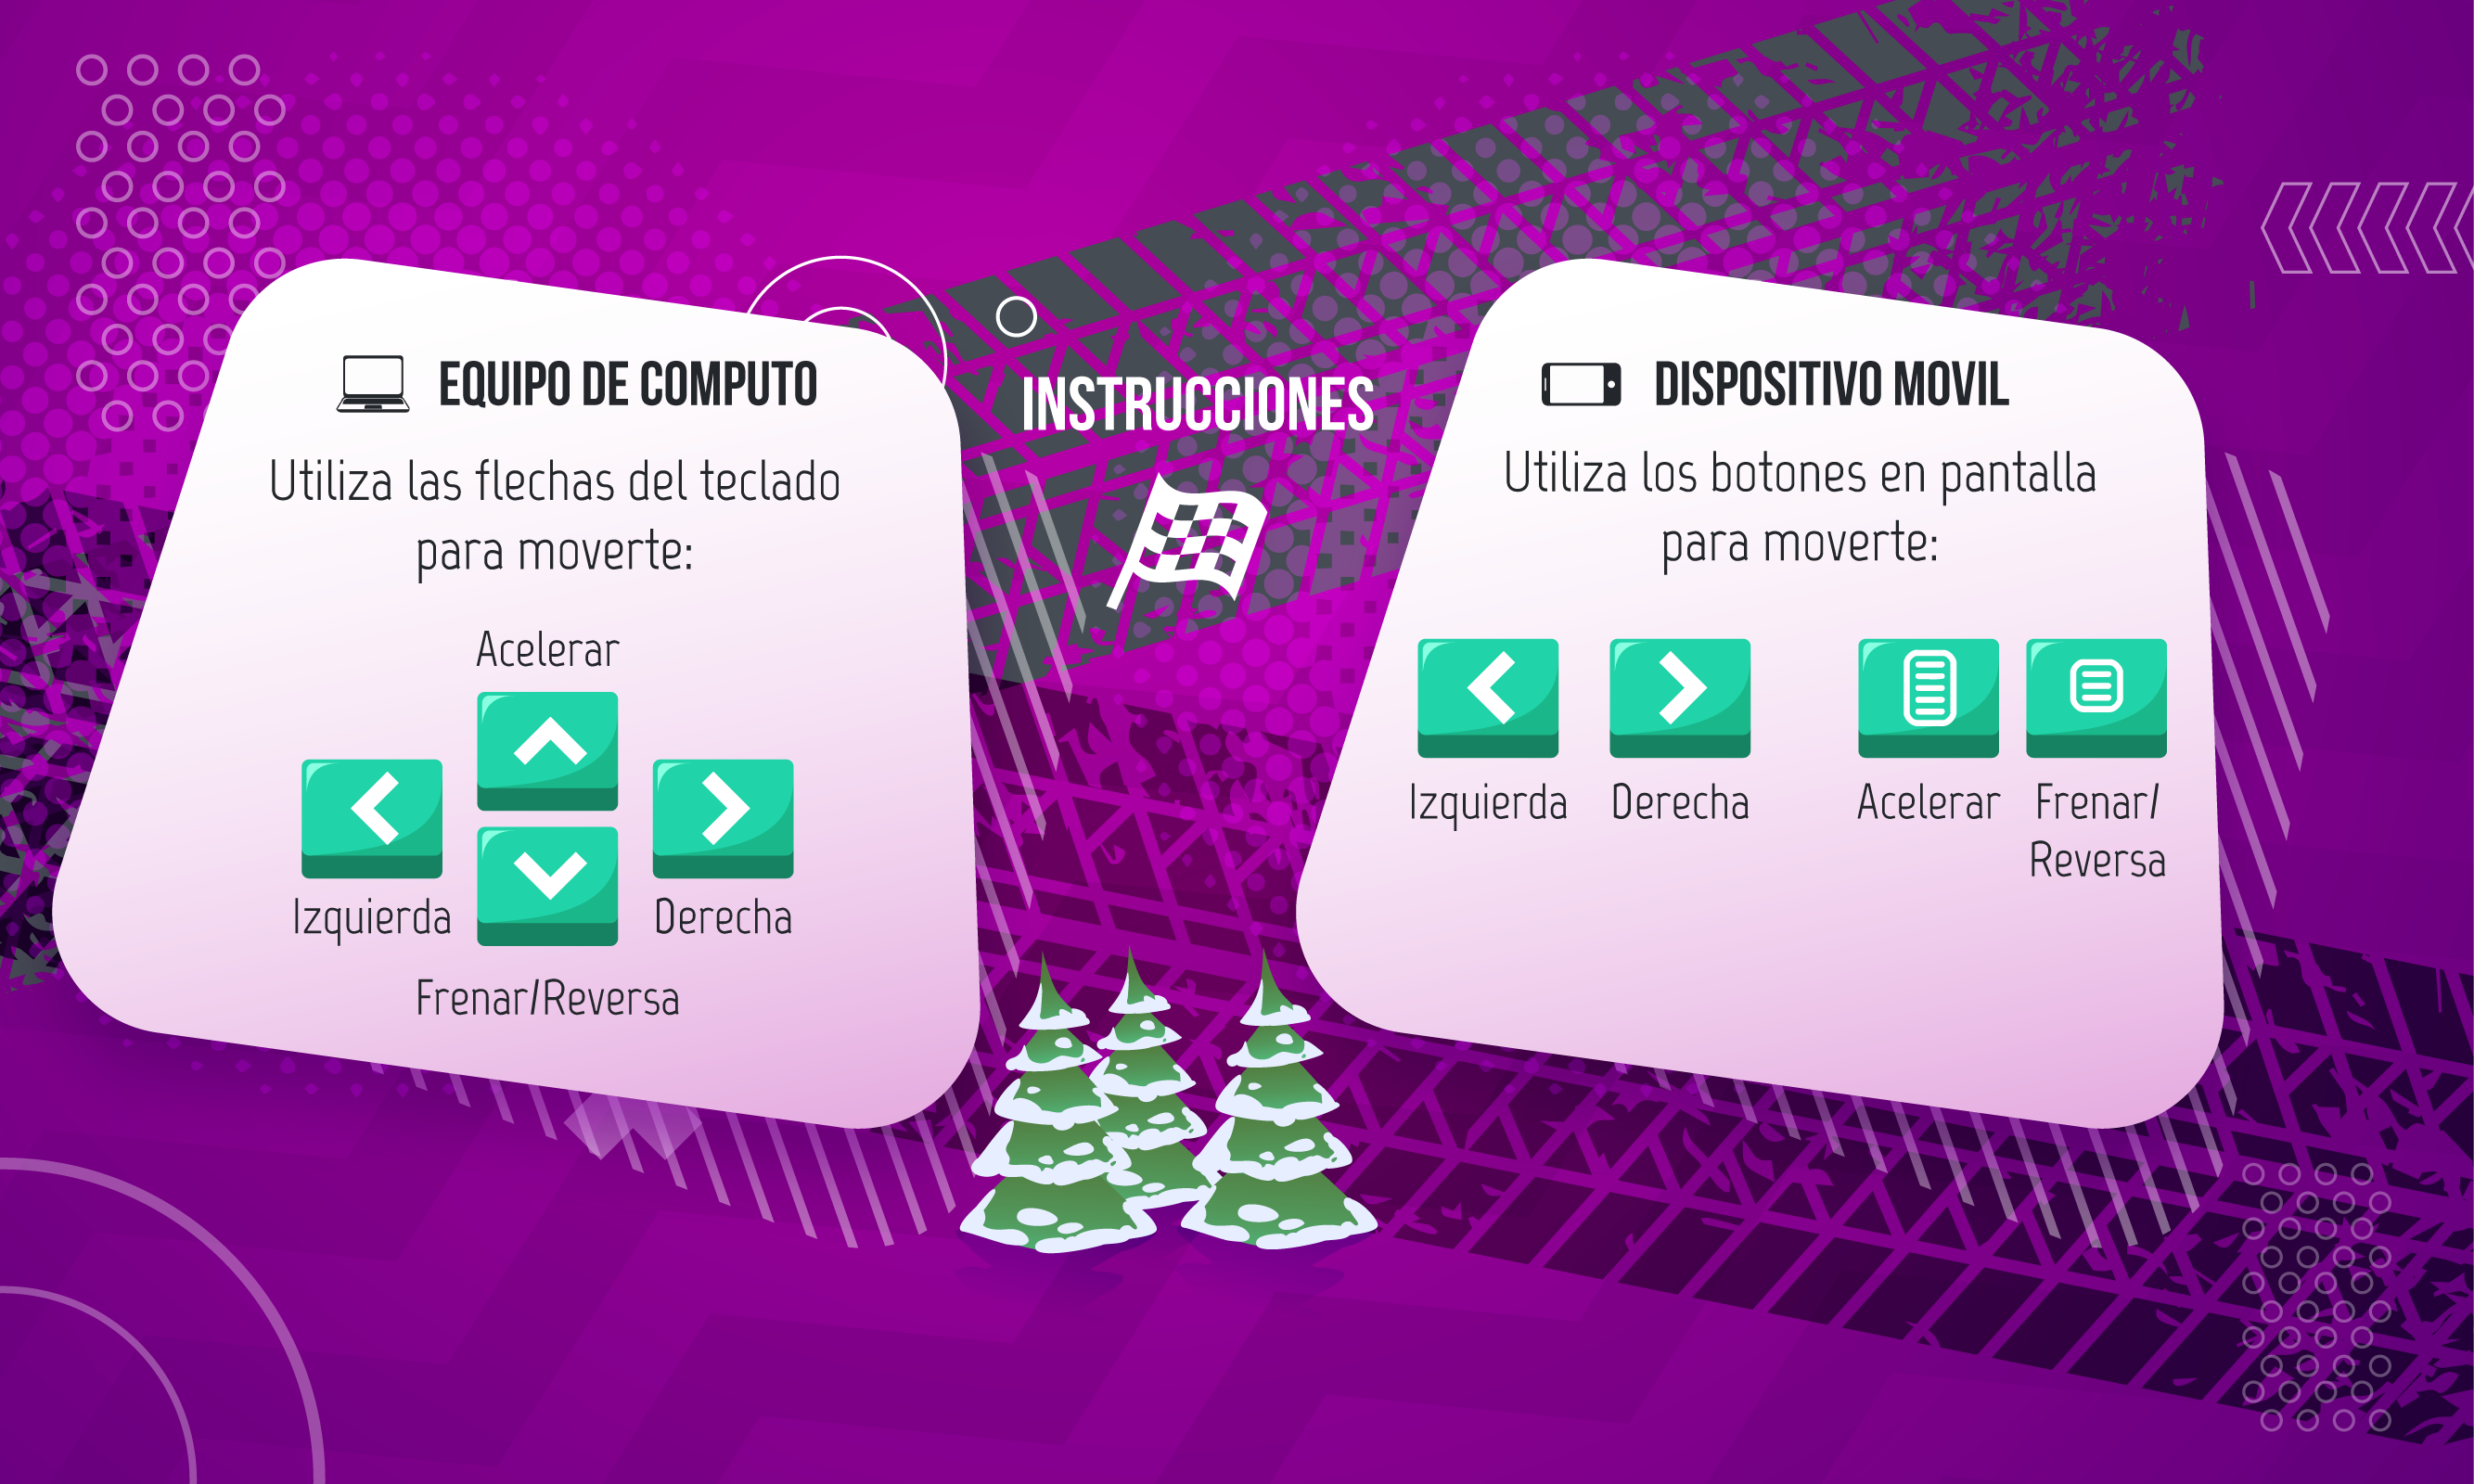 EQUIPO DE COMPUTO
Utiliza las flechas del teclado
para moverte:
Acelerar
Izquierda
Derecha
Frenar/Reversa
INSTRUCCIONES
DISPOSITIVO MOVIL
Utiliza los botones en pantalla
para moverte:
Izquierda
Derecha
Acelerar
Frenar/
Reversa